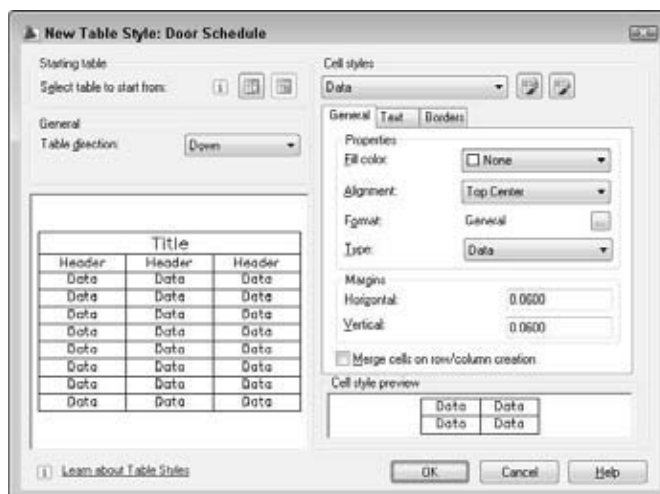 New Table Style: Door Schedule
Starting table
Select table to start from:
General
Table direction:
Down
Title
Header Header Header
Data Data Data
Data Data Data
Data Data Data
Data Data Data
Data Data Data
Data Data Data
Data Data Data
Data Data Data
Learn about Table Styles
Cell styles
Data
General Text Borders
Properties
Fill color:
None
Alignment:
Top Center
Format:
General
...
Type:
Data
Margins
Horizontal:
0.0600
Vertical:
0.0600
Merge cells on row/column creation
Cell style preview
Data Data
Data Data
OK Cancel Help